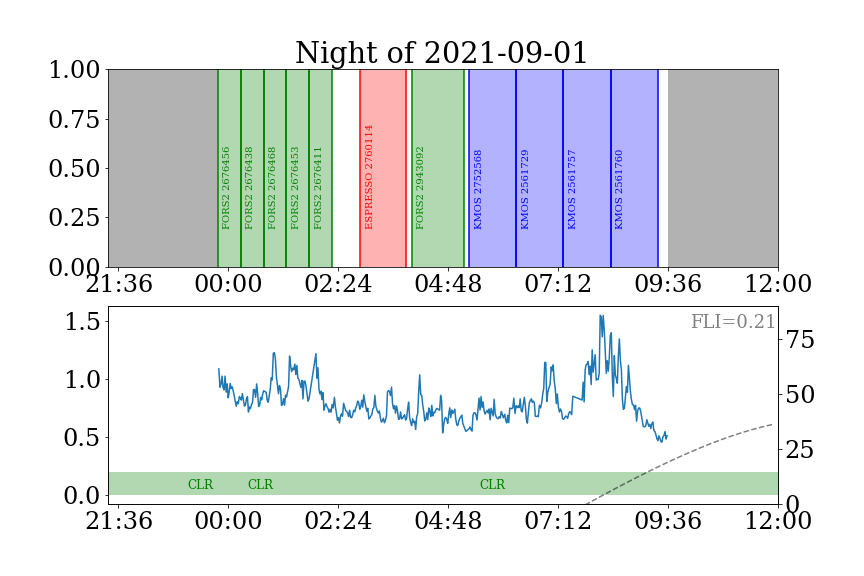 Night of 2021-09-01
1.00
0.75
0.50
0.25
0.00
FORS2 2676456
FORS2 2676438
FORS2 2676468
FORS2 2676453
FORS2 2676411
ESPRESSO 2760114
FORS2 2943092
KMOS 2752568
KMOS 2561729
KMOS 2561757
KMOS 2561760
21:36 00:00 02:24 04:48 07:12 09:36 12:00
FLI=0.21
1.5
1.0
0.5
0.0
75
50
25
0
CLR CLR CLR
21:36 00:00 02:24 04:48 07:12 09:36 12:00